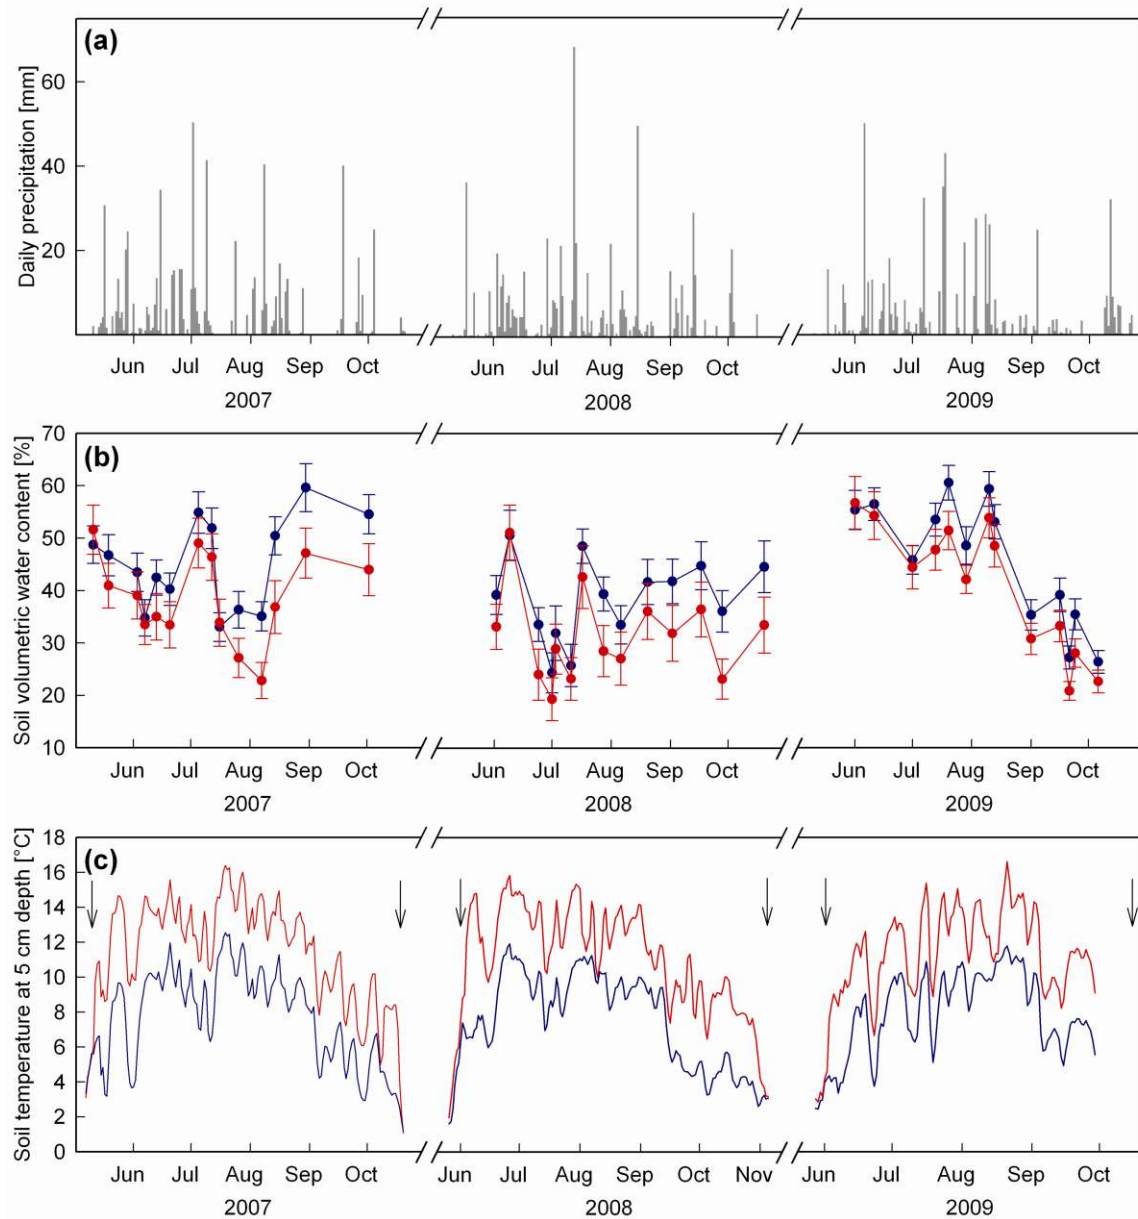 (a)
Daily precipitation [mm]
60
40
20
Jun Jul Aug Sep Oct Jun Jul Aug Sep Oct Jun Jul Aug Sep Oct
2007 2008 2009
(b)
Soil volumetric water content [%]
70
60
50
40
30
20
10
Jun Jul Aug Sep Oct Jun Jul Aug Sep Oct Jun Jul Aug Sep Oct
2007 2008 2009
(c)
Soil temperature at 5 cm depth [°C]
18
16
14
12
10
8
6
4
2
0
Jun Jul Aug Sep Oct Jun Jul Aug Sep Oct Nov Jun Jul Aug Sep Oct
2007 2008 2009